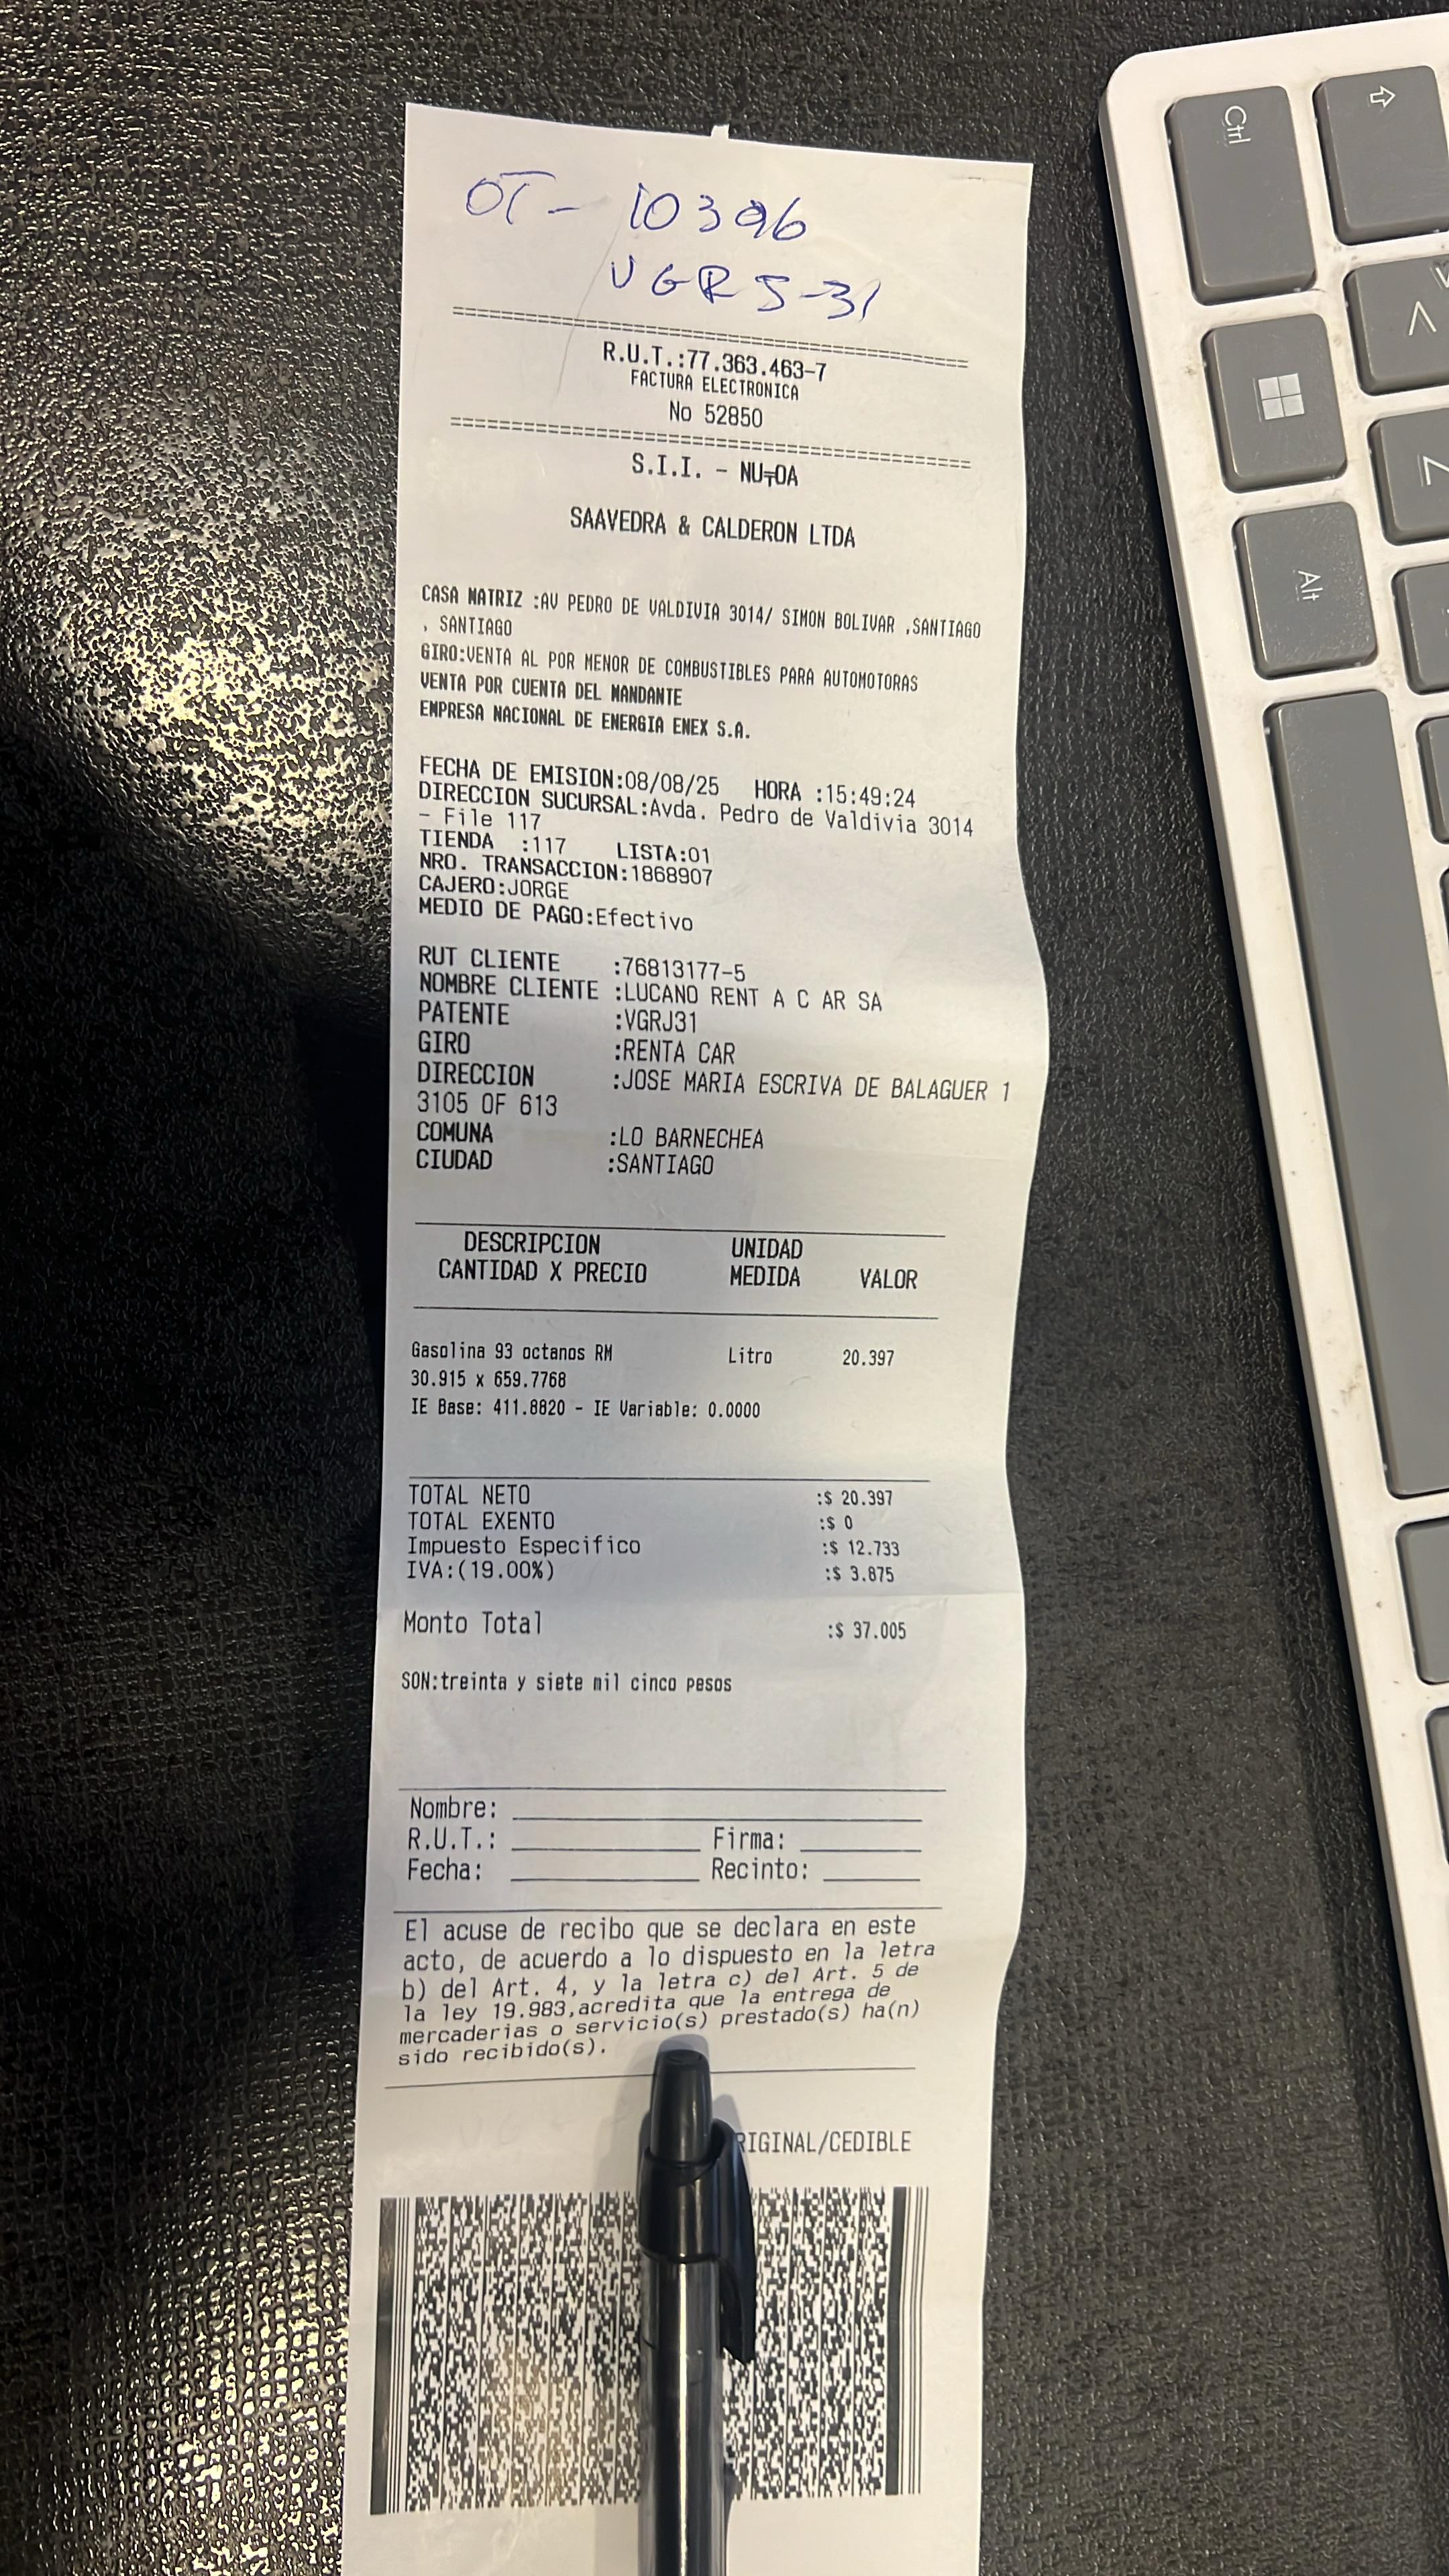 OT- 10396
VGRJ-31
R.U.T.:77.363.463-7
FACTURA ELECTRONICA
No 52850
S.I.I. - NU╤OA
SAAVEDRA & CALDERON LTDA
CASA MATRIZ :AV PEDRO DE VALDIVIA 3014/ SIMON BOLIVAR ,SANTIAGO
, SANTIAGO
GIRO:VENTA AL POR MENOR DE COMBUSTIBLES PARA AUTOMOTORAS
VENTA POR CUENTA DEL MANDANTE
EMPRESA NACIONAL DE ENERGIA ENEX S.A.
FECHA DE EMISION:08/08/25 HORA :15:49:24
DIRECCION SUCURSAL:Avda. Pedro de Valdivia 3014
- File 117
TIENDA :117 LISTA:01
NRO. TRANSACCION:1868907
CAJERO:JORGE
MEDIO DE PAGO:Efectivo
RUT CLIENTE :76813177-5
NOMBRE CLIENTE :LUCANO RENT A C AR SA
PATENTE :VGRJ31
GIRO :RENTA CAR
DIRECCION :JOSE MARIA ESCRIVA DE BALAGUER 1
3105 OF 613
COMUNA :LO BARNECHEA
CIUDAD :SANTIAGO
DESCRIPCION UNIDAD
CANTIDAD X PRECIO MEDIDA VALOR
Gasolina 93 octanos RM Litro 20.397
30.915 x 659.7768
IE Base: 411.8820 - IE Variable: 0.0000
TOTAL NETO :$ 20.397
TOTAL EXENTO :$ 0
Impuesto Especifico :$ 12.733
IVA:(19.00%) :$ 3.875
Monto Total :$ 37.005
SON:treinta y siete mil cinco pesos
Nombre:
R.U.T.: Firma:
Fecha: Recinto:
El acuse de recibo que se declara en este
acto, de acuerdo a lo dispuesto en la letra
b) del Art. 4, y la letra c) del Art. 5 de
la ley 19.983,acredita que la entrega de
mercaderias o servicio(s) prestado(s) ha(n)
sido recibido(s).
RIGINAL/CEDIBLE
Ctrl
Alt